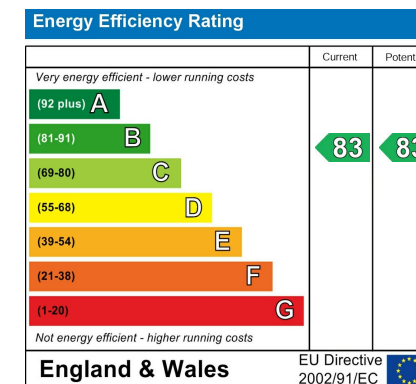 Energy Efficiency Rating
Current Potent
Very energy efficient - lower running costs
(92 plus) A
(81-91) B 83 83
(69-80) C
(55-68) D
(39-54) E
(21-38) F
(1-20) G
Not energy efficient - higher running costs
England & Wales
EU Directive
2002/91/EC